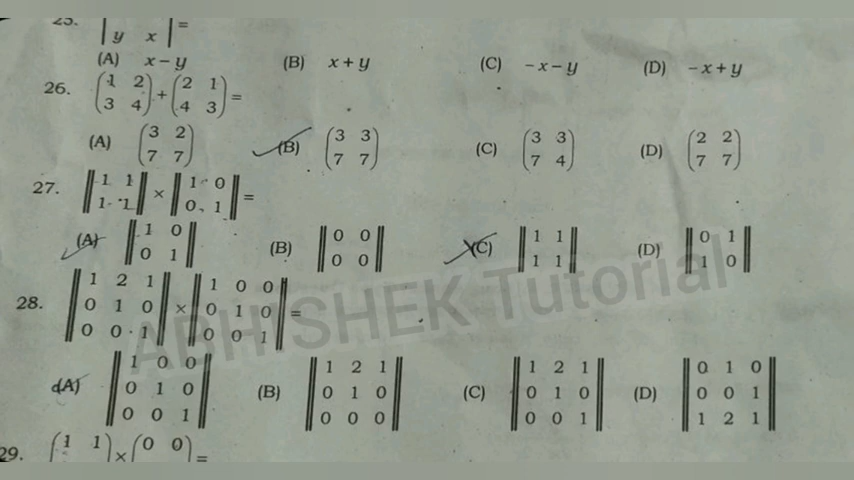 25. | y x | =
(A) x − y (B) x + y (C) − x − y (D) − x + y
26. ( 1 2 ) + ( 2 1 ) =
( 3 4 ) ( 4 3 )
(A) ( 3 2 ) (B) ( 3 3 ) (C) ( 3 3 ) (D) ( 2 2 )
( 7 7 ) ( 7 7 ) ( 7 4 ) ( 7 7 )
27. || 1 1 || × || 1 0 || =
|| 1 1 || || 0 1 ||
(A) || 1 0 || (B) || 0 0 || (C) || 1 1 || (D) || 0 1 ||
|| 0 1 || || 0 0 || || 1 1 || || 1 0 ||
28. || 1 2 1 || × || 1 0 0 || =
|| 0 1 0 || || 0 1 0 ||
|| 0 0 1 || || 0 0 1 ||
(A) || 1 0 0 || (B) || 1 2 1 || (C) || 1 2 1 || (D) || 0 1 0 ||
|| 0 1 0 || || 0 1 0 || || 0 1 0 || || 0 0 1 ||
|| 0 0 1 || || 0 0 0 || || 0 0 1 || || 1 2 1 ||
29. ( 1 1 ) × ( 0 0 ) =
ABHISHEK Tutorial